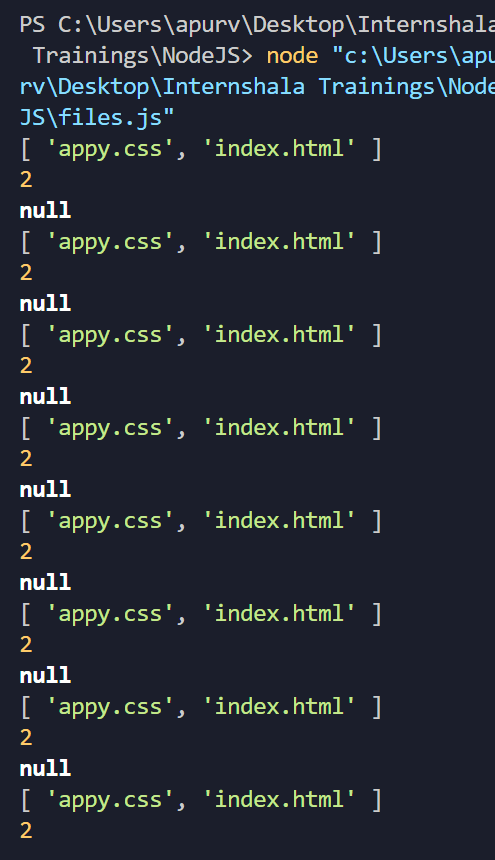 PS C:\Users\apurv\Desktop\Internshala
 Trainings\NodeJS> node "c:\Users\apu
rv\Desktop\Internshala Trainings\Node
JS\files.js"
[ 'appy.css', 'index.html' ]
2
null
[ 'appy.css', 'index.html' ]
2
null
[ 'appy.css', 'index.html' ]
2
null
[ 'appy.css', 'index.html' ]
2
null
[ 'appy.css', 'index.html' ]
2
null
[ 'appy.css', 'index.html' ]
2
null
[ 'appy.css', 'index.html' ]
2
null
[ 'appy.css', 'index.html' ]
2